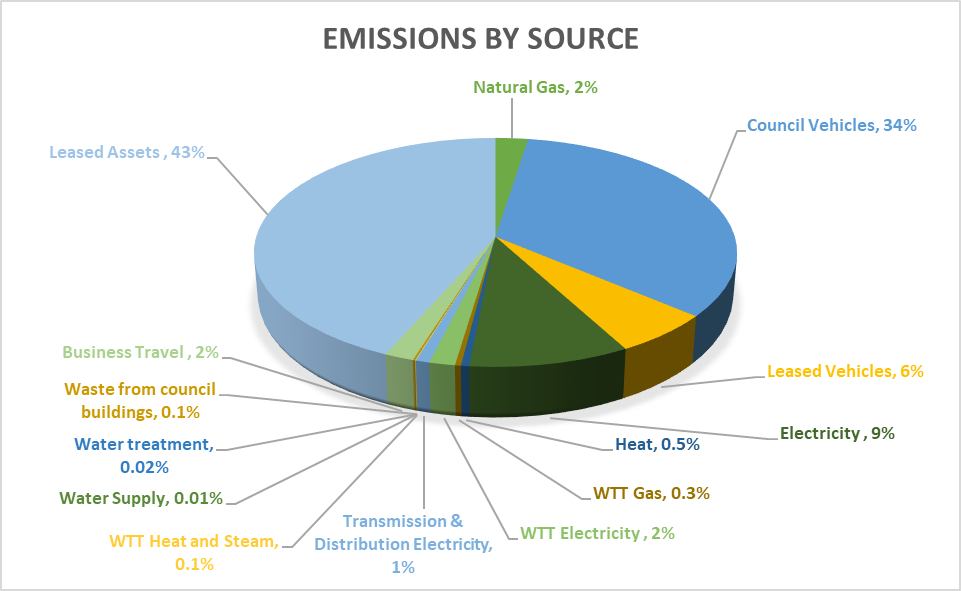 EMISSIONS BY SOURCE
Natural Gas, 2%
Council Vehicles, 34%
Leased Assets , 43%
Business Travel , 2%
Leased Vehicles, 6%
Waste from council
buildings, 0.1%
Electricity , 9%
Water treatment,
0.02%
Heat, 0.5%
Water Supply, 0.01%
WTT Gas, 0.3%
Transmission &
Distribution Electricity,
1%
WTT Electricity , 2%
WTT Heat and Steam,
0.1%